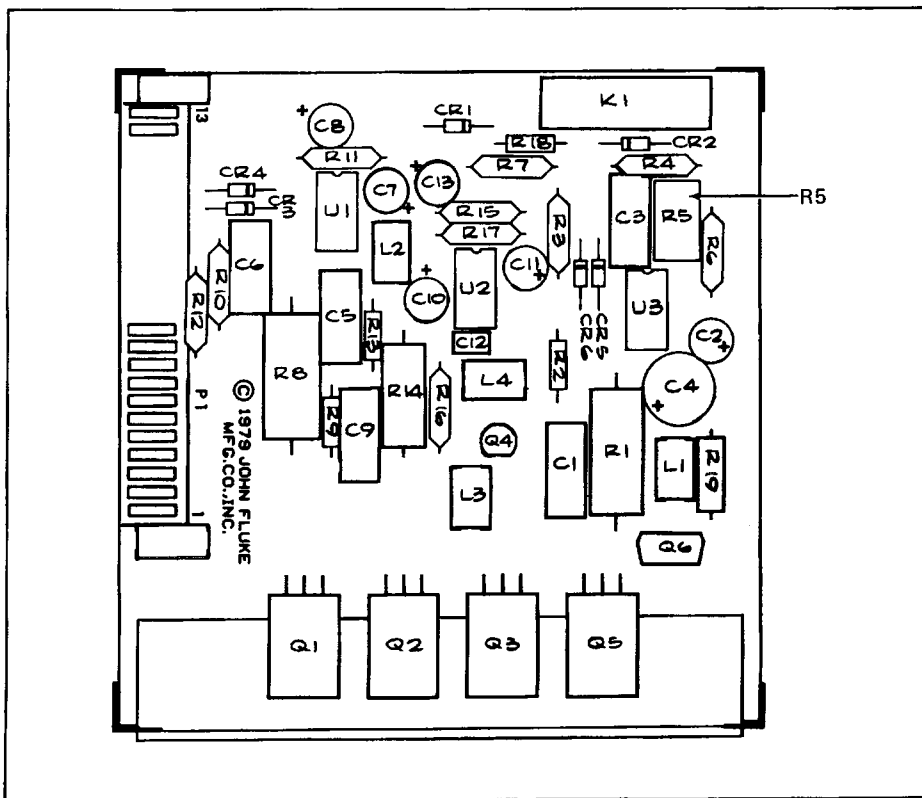 K1
13
CR1
C8
R18
CR2
R11
R7
R4
CR4
C7
C13
CR3
U1
R15
C3
R5
R5
R17
R3
R6
L2
C6
C11
U2
U3
R10
C10
CR6
CR5
R12
C5
R13
C12
C2
R8
R14
L4
R2
C4
P1
R9
C9
R16
Q4
C1
R1
L1
R19
L3
1
© 1979 JOHN FLUKE
MFG.CO.,INC.
Q6
Q1
Q2
Q3
Q5